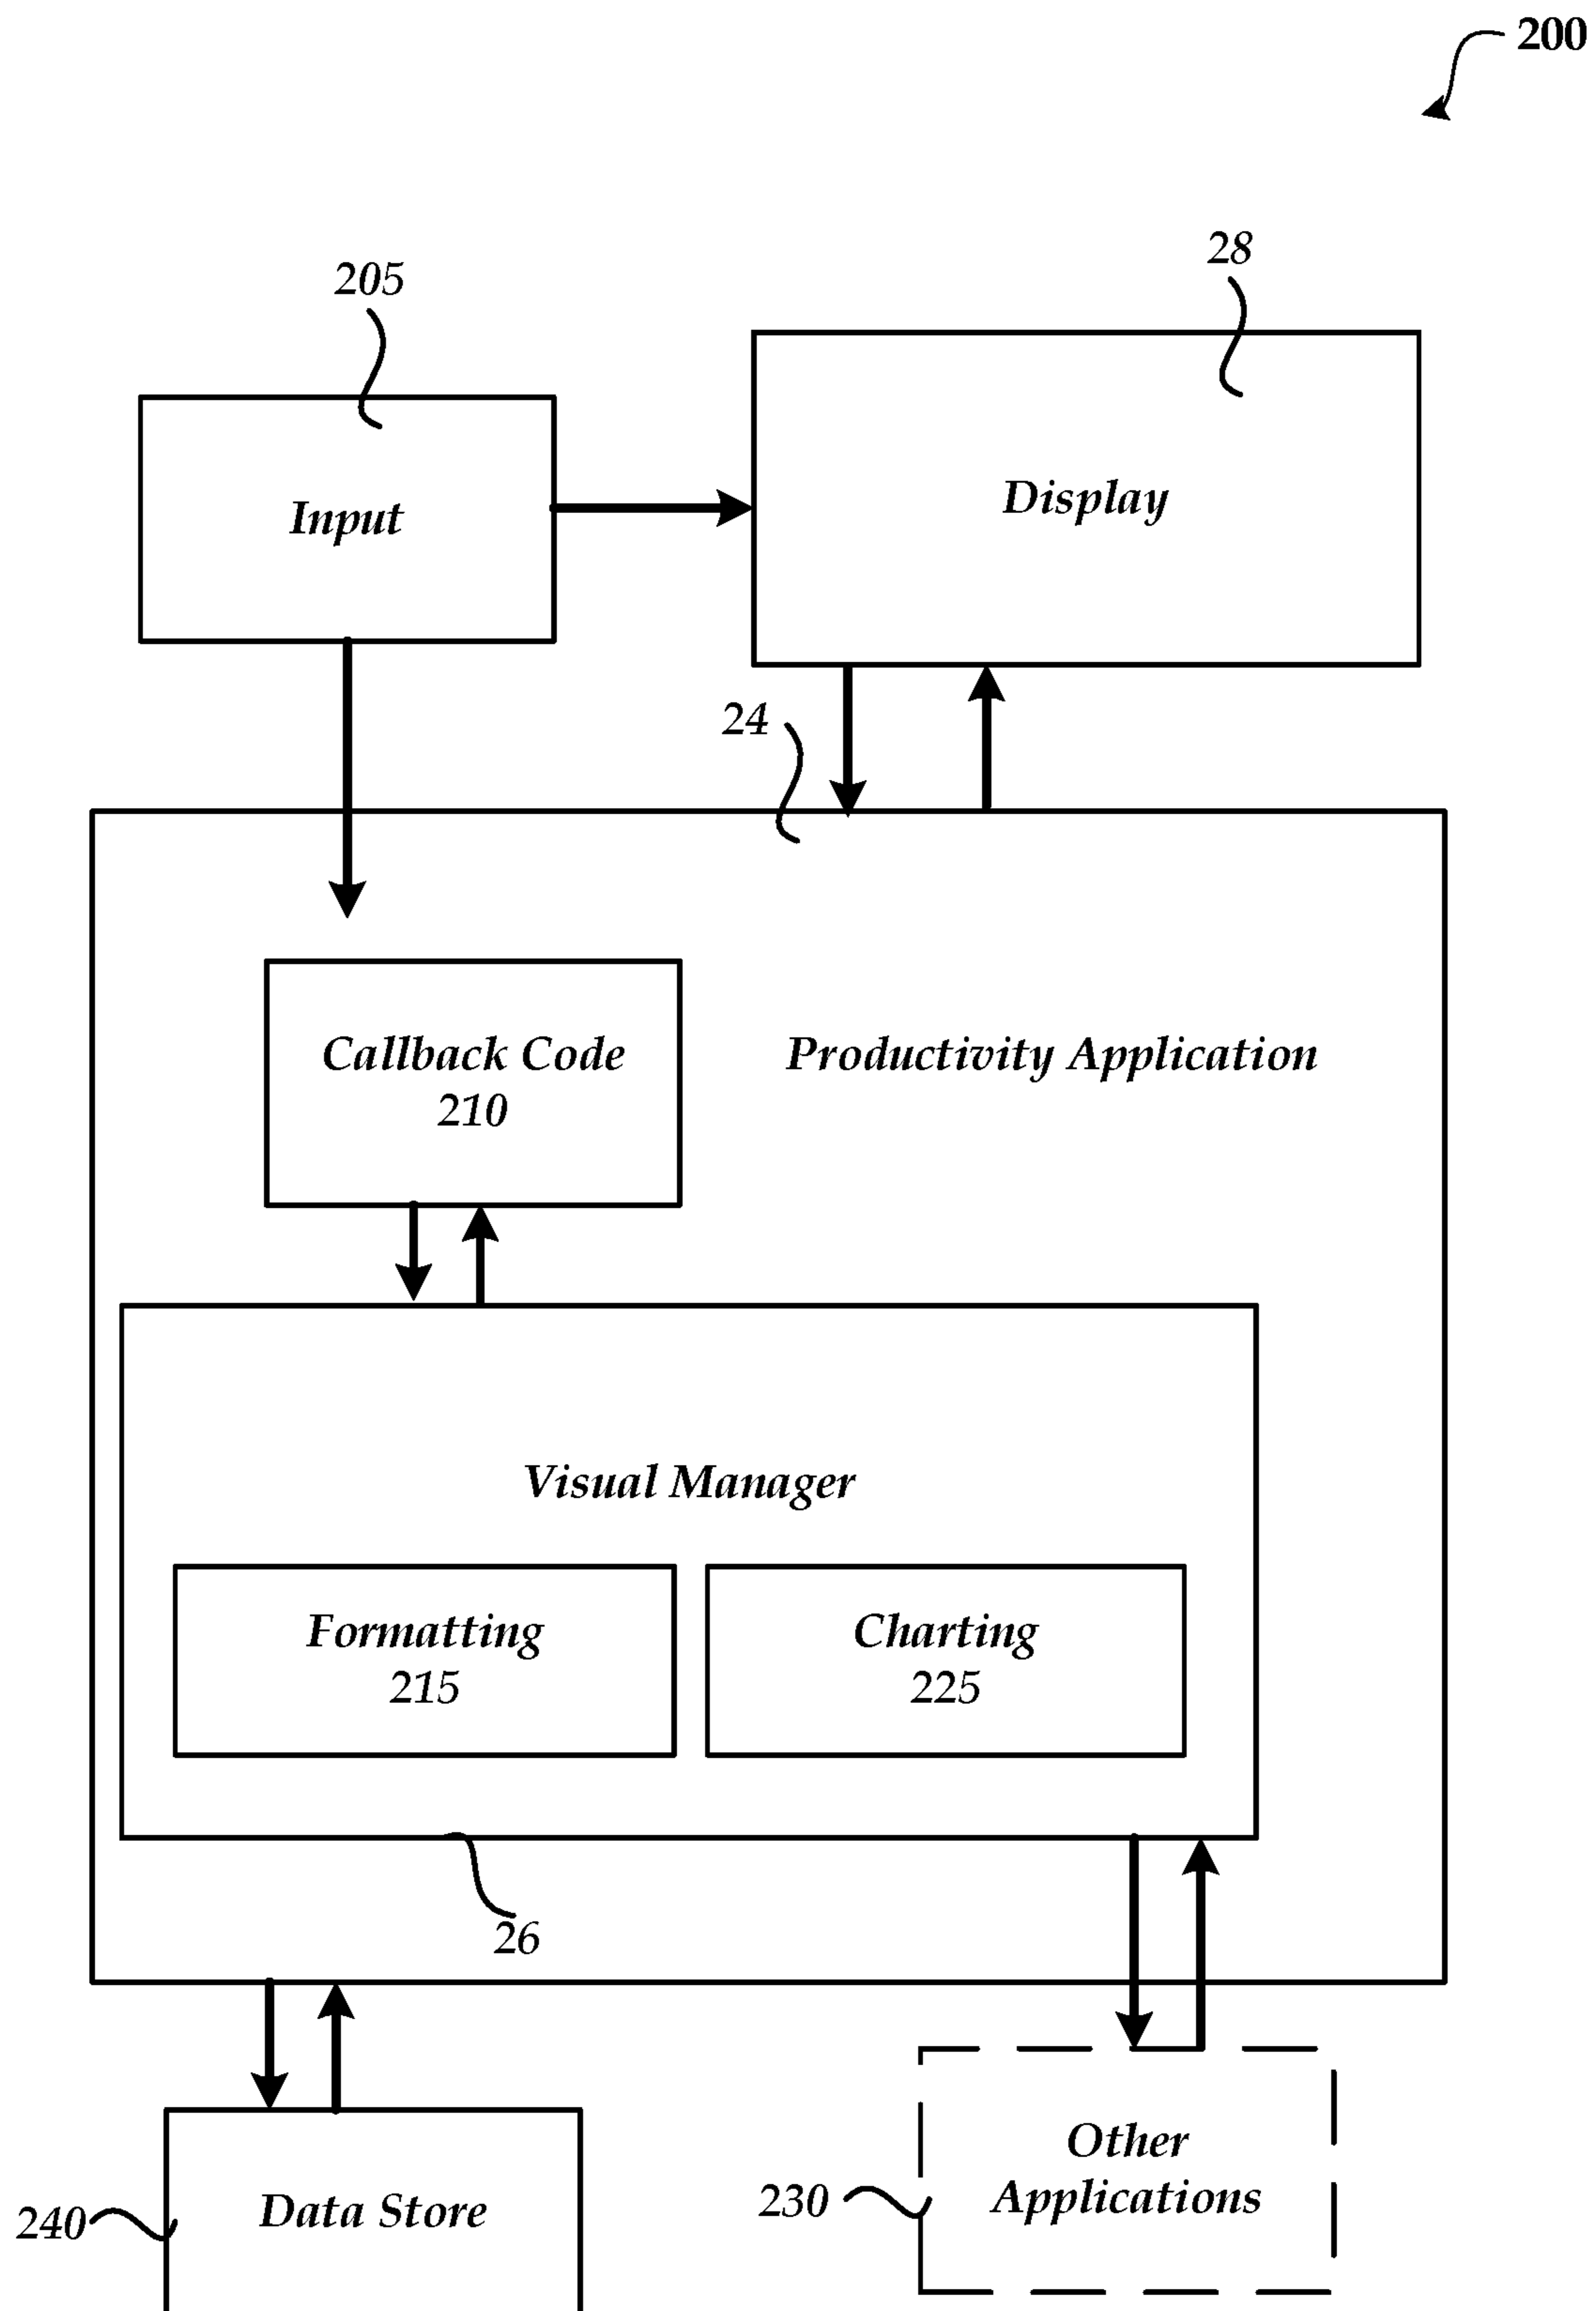 200
28
205
Display
Input
24
Callback Code
210
Productivity Application
Visual Manager
Formatting
215
Charting
225
26
Other
Applications
230
Data Store
240